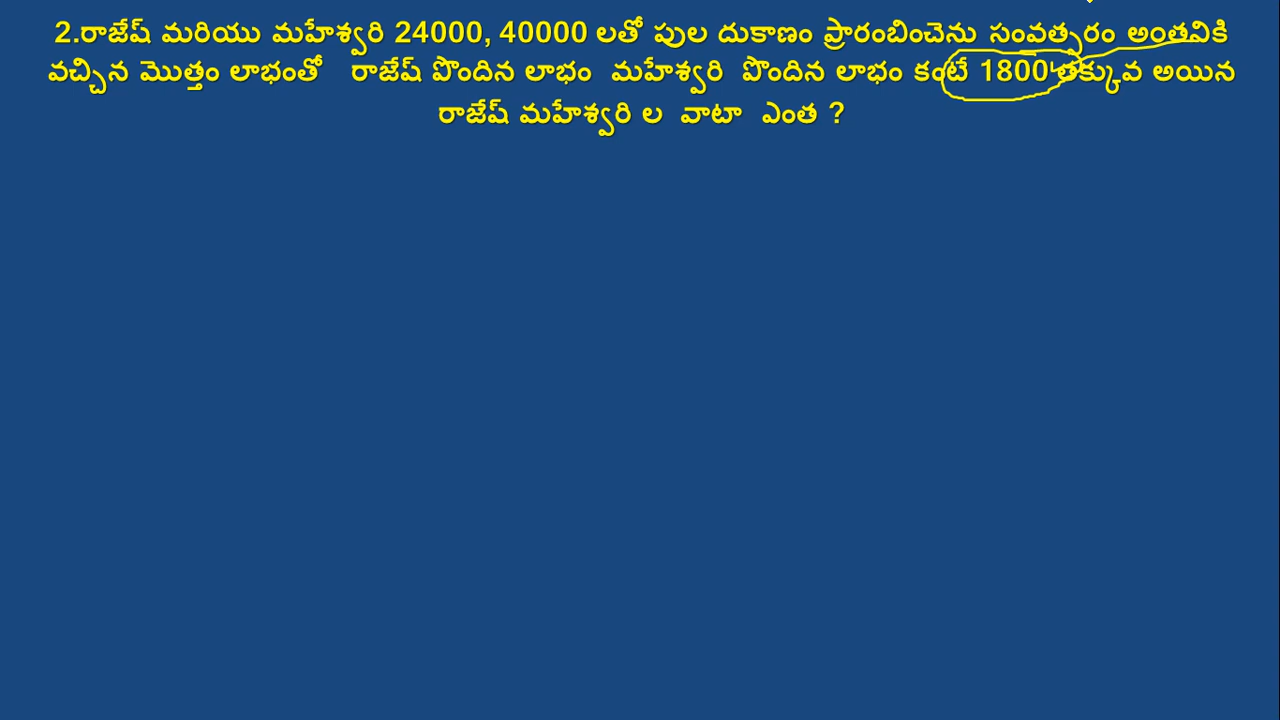 2.రాజేష్ మరియు మహేశ్వరి 24000, 40000 లతో పుల దుకాణం ప్రారంబించెను సంవత్సరం అంతవికి
వచ్చిన మొత్తం లాభంతో రాజేష్ పొందిన లాభం మహేశ్వరి పొందిన లాభం కంటే 1800 తక్కువ అయిన
రాజేష్ మహేశ్వరి ల వాటా ఎంత ?